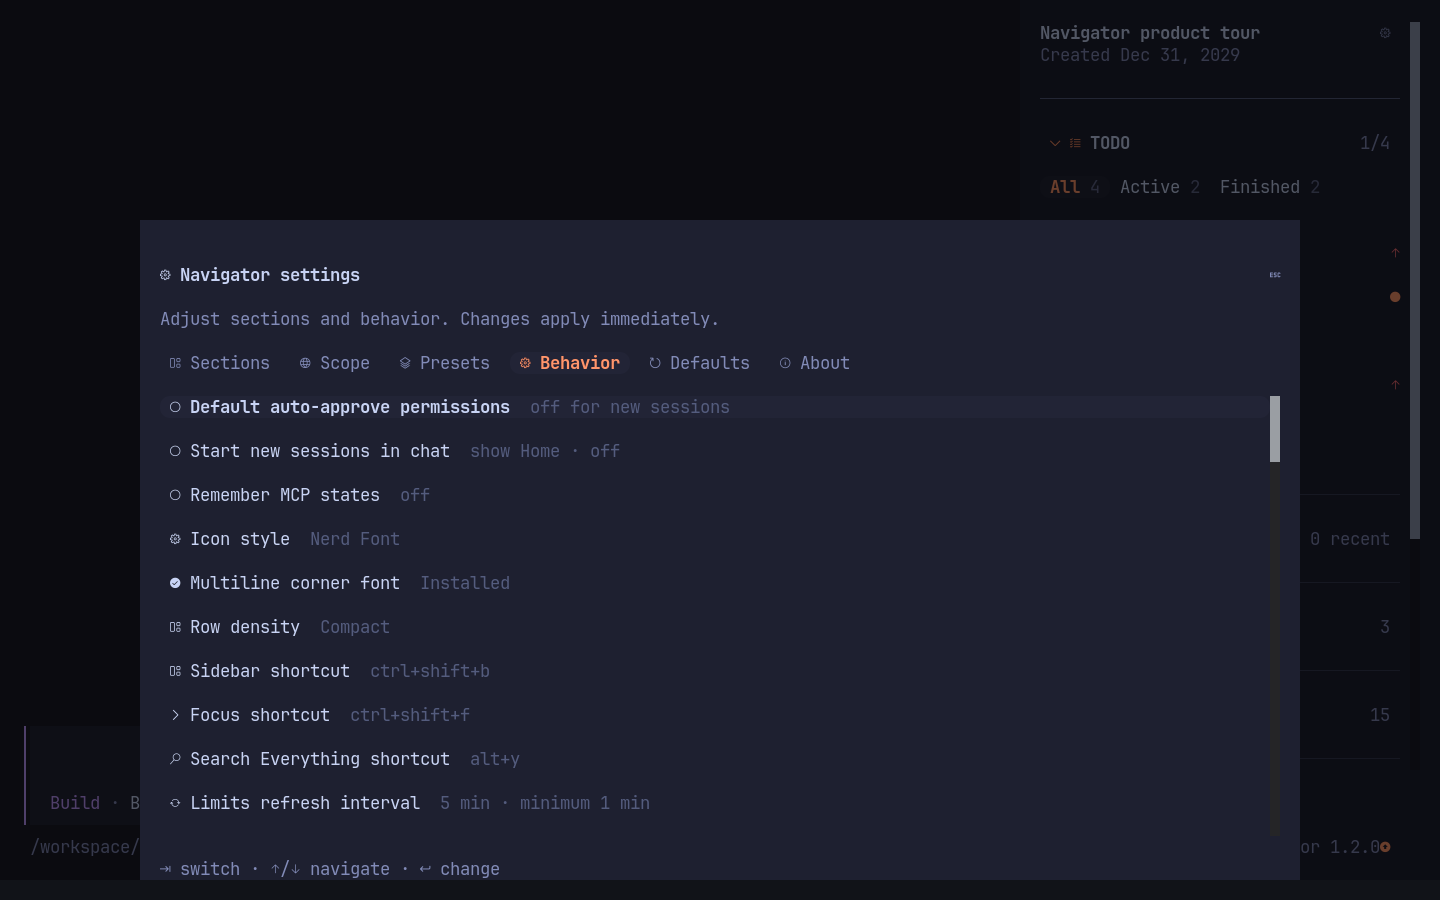 Navigator product tour
Created Dec 31, 2029
TODO 1/4
All 4 Active 2 Finished 2
Navigator settings ESC
Adjust sections and behavior. Changes apply immediately.
Sections Scope Presets Behavior Defaults About
Default auto-approve permissions off for new sessions
Start new sessions in chat show Home · off
Remember MCP states off
Icon style Nerd Font
0 recent
Multiline corner font Installed
Row density Compact
3
Sidebar shortcut ctrl+shift+b
Focus shortcut ctrl+shift+f
15
Search Everything shortcut alt+y
Limits refresh interval 5 min · minimum 1 min
Build · B
/workspace/
or 1.2.0
⇥ switch · ↑/↓ navigate · ↩ change